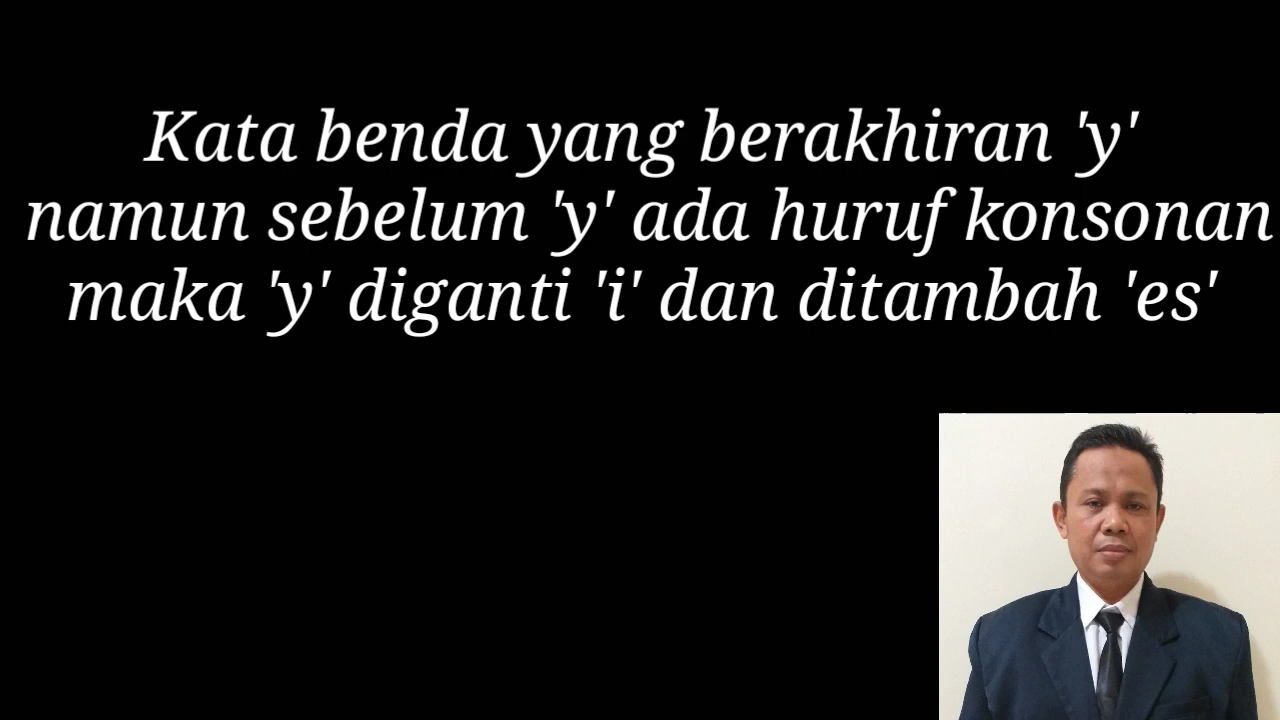 Kata benda yang berakhiran 'y'
namun sebelum 'y' ada huruf konsonan
maka 'y' diganti 'i' dan ditambah 'es'